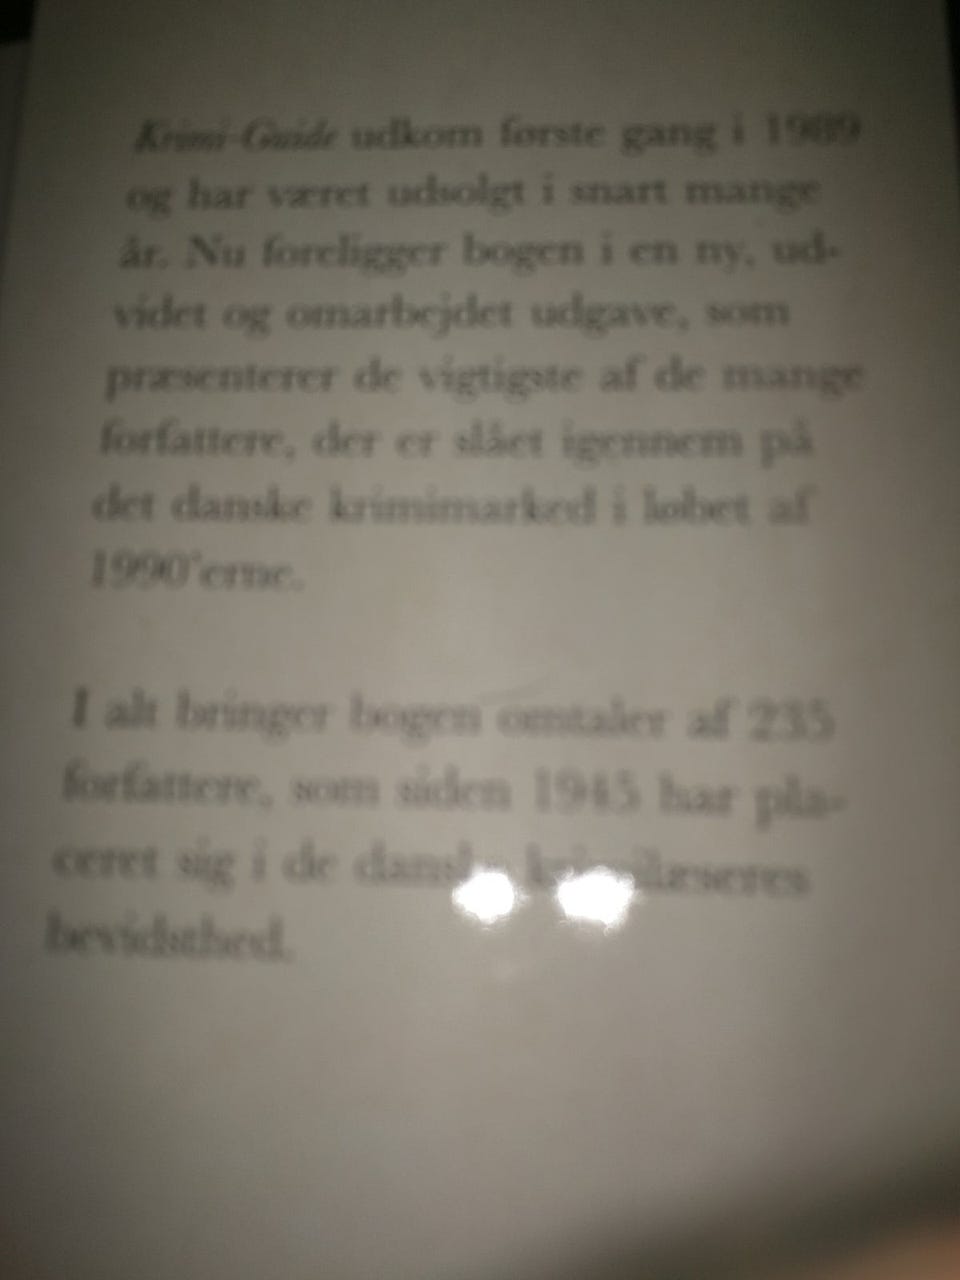 Krimi-Guide udkom første gang i 1989
og har været udsolgt i snart mange
år. Nu foreligger bogen i en ny, ud-
videt og omarbejdet udgave, som
præsenterer de vigtigste af de mange
forfattere, der er slået igennem på
det danske krimimarked i løbet af
1990'erne.
I alt bringer bogen omtaler af 235
forfattere, som siden 1945 har pla-
ceret sig i de danske krimilæseres
bevidsthed.